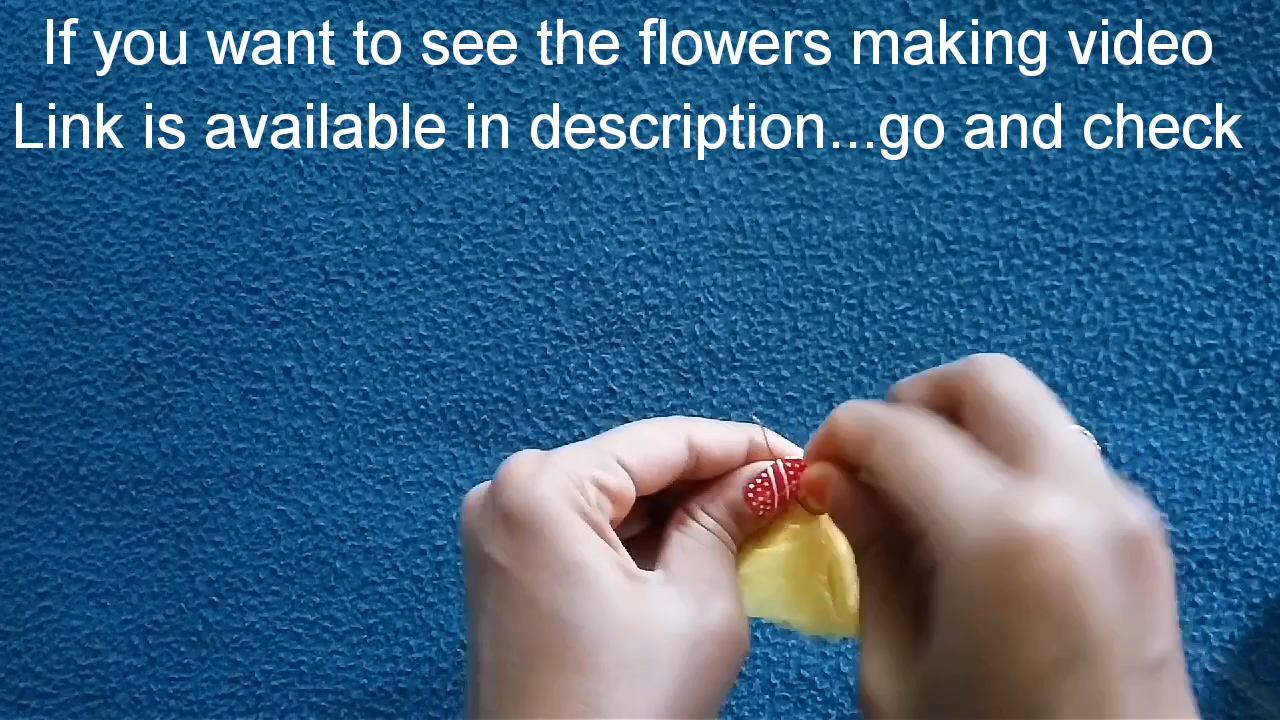 If you want to see the flowers making video
Link is available in description...go and check